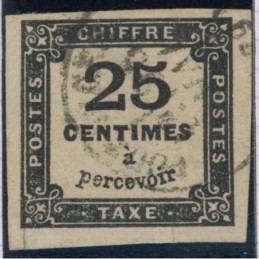 CHIFFRE
POSTES
25
CENTIMES
à
percevoir
POSTES
TAXE